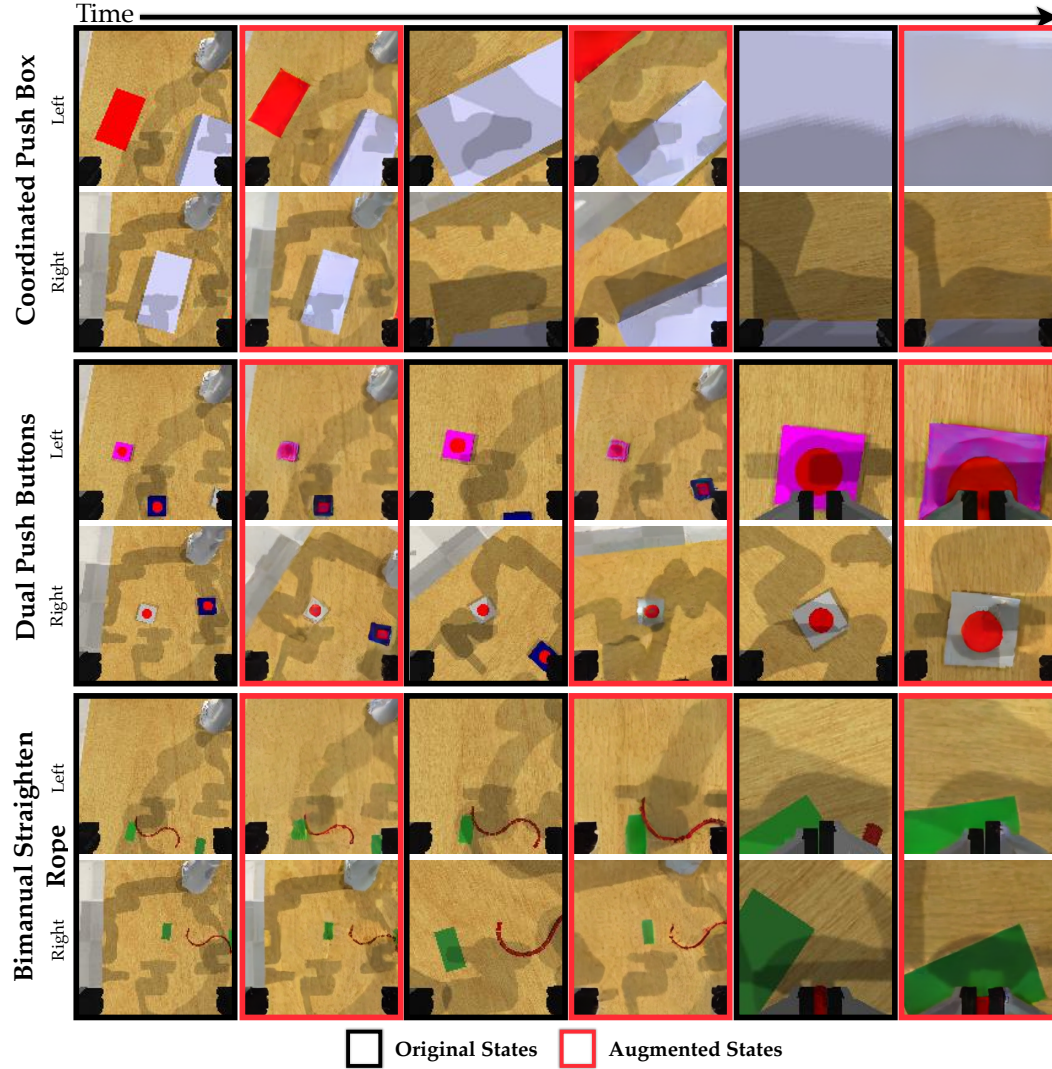 Time
Coordinated Push Box
Left
Right
Dual Push Buttons
Left
Right
Bimanual Straighten
Rope
Left
Right
Original States
Augmented States